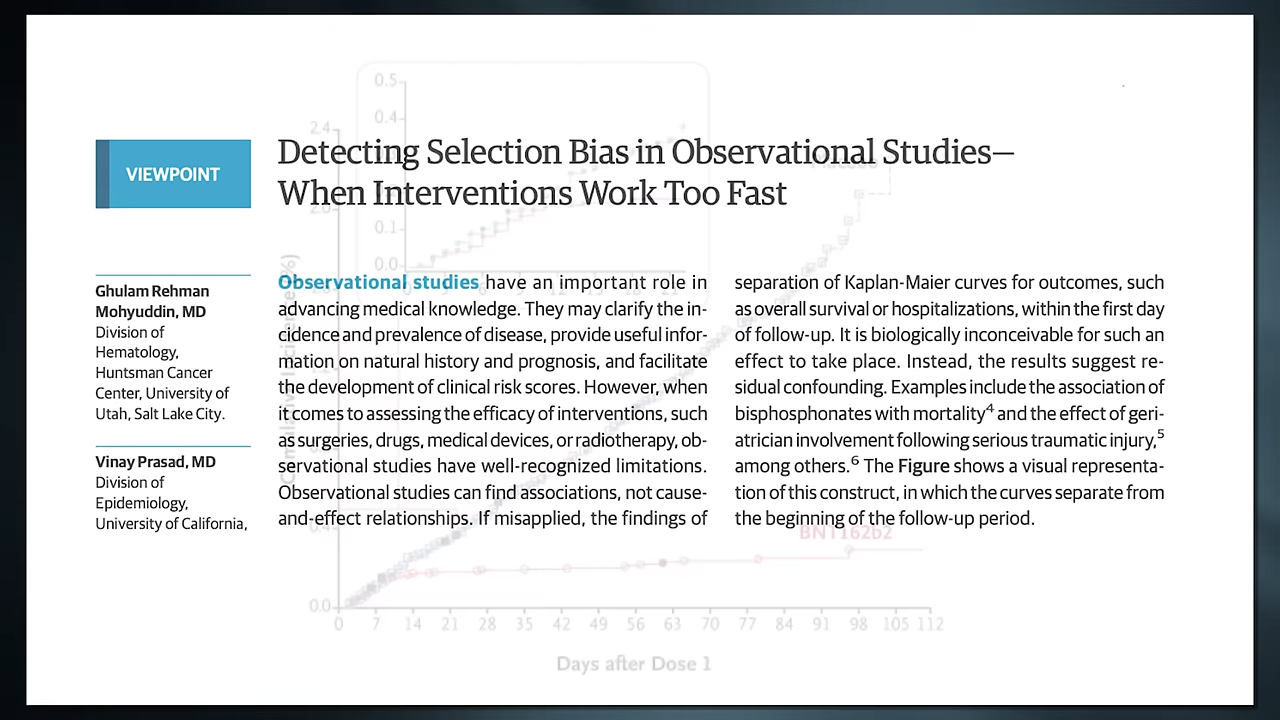 VIEWPOINT
Detecting Selection Bias in Observational Studies—
When Interventions Work Too Fast
Ghulam Rehman
Mohyuddin, MD
Division of
Hematology,
Huntsman Cancer
Center, University of
Utah, Salt Lake City.
Vinay Prasad, MD
Division of
Epidemiology,
University of California,
Observational studies have an important role in
advancing medical knowledge. They may clarify the in-
cidence and prevalence of disease, provide useful infor-
mation on natural history and prognosis, and facilitate
the development of clinical risk scores. However, when
it comes to assessing the efficacy of interventions, such
as surgeries, drugs, medical devices, or radiotherapy, ob-
servational studies have well-recognized limitations.
Observational studies can find associations, not cause-
and-effect relationships. If misapplied, the findings of
separation of Kaplan-Maier curves for outcomes, such
as overall survival or hospitalizations, within the first day
of follow-up. It is biologically inconceivable for such an
effect to take place. Instead, the results suggest re-
sidual confounding. Examples include the association of
bisphosphonates with mortality4 and the effect of geri-
atrician involvement following serious traumatic injury,5
among others.6 The Figure shows a visual representa-
tion of this construct, in which the curves separate from
the beginning of the follow-up period.
0.5
0.4
0.1
0.0
2.4
0.0
BNT162b2
0 7 14 21 28 35 42 49 56 63 70 77 84 91 98 105 112
Days after Dose 1